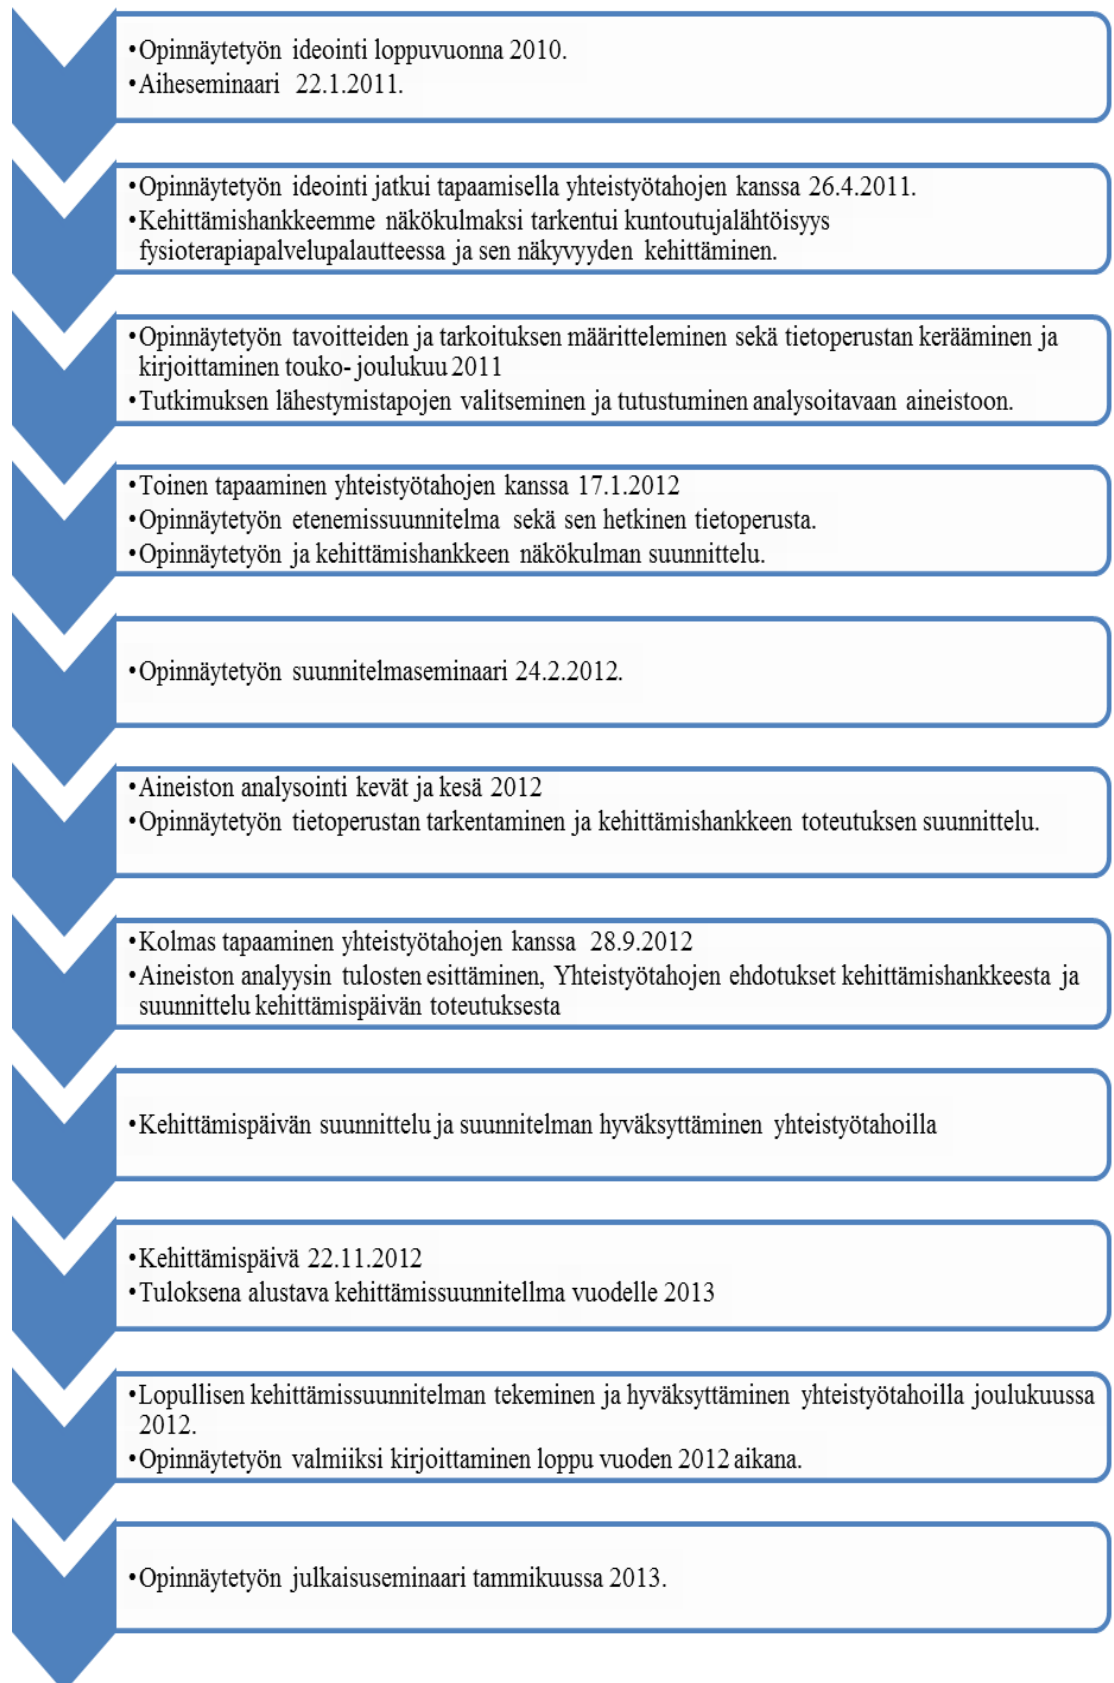 •Opinnäytetyön ideointi loppuvuonna 2010.
•Aiheseminaari 22.1.2011.
•Opinnäytetyön ideointi jatkui tapaamisella yhteistyötahojen kanssa 26.4.2011.
•Kehittämishankkeemme näkökulmaksi tarkentui kuntoutujalähtöisyys
fysioterapiapalvelupalautteessa ja sen näkyvyyden kehittäminen.
•Opinnäytetyön tavoitteiden ja tarkoituksen määritteleminen sekä tietoperustan kerääminen ja
kirjoittaminen touko- joulukuu 2011
•Tutkimuksen lähestymistapojen valitseminen ja tutustuminen analysoitavaan aineistoon.
•Toinen tapaaminen yhteistyötahojen kanssa 17.1.2012
•Opinnäytetyön etenemissuunnitelma sekä sen hetkinen tietoperusta.
•Opinnäytetyön ja kehittämishankkeen näkökulman suunnittelu.
•Opinnäytetyön suunnitelmaseminaari 24.2.2012.
•Aineiston analysointi kevät ja kesä 2012
•Opinnäytetyön tietoperustan tarkentaminen ja kehittämishankkeen toteutuksen suunnittelu.
•Kolmas tapaaminen yhteistyötahojen kanssa 28.9.2012
•Aineiston analyysin tulosten esittäminen, Yhteistyötahojen ehdotukset kehittämishankkeesta ja
suunnittelu kehittämispäivän toteutuksesta
•Kehittämispäivän suunnittelu ja suunnitelman hyväksyttäminen yhteistyötahoilla
•Kehittämispäivä 22.11.2012
•Tuloksena alustava kehittämissuunnitellma vuodelle 2013
•Lopullisen kehittämissuunnitelman tekeminen ja hyväksyttäminen yhteistyötahoilla joulukuussa
2012.
•Opinnäytetyön valmiiksi kirjoittaminen loppu vuoden 2012 aikana.
•Opinnäytetyön julkaisuseminaari tammikuussa 2013.